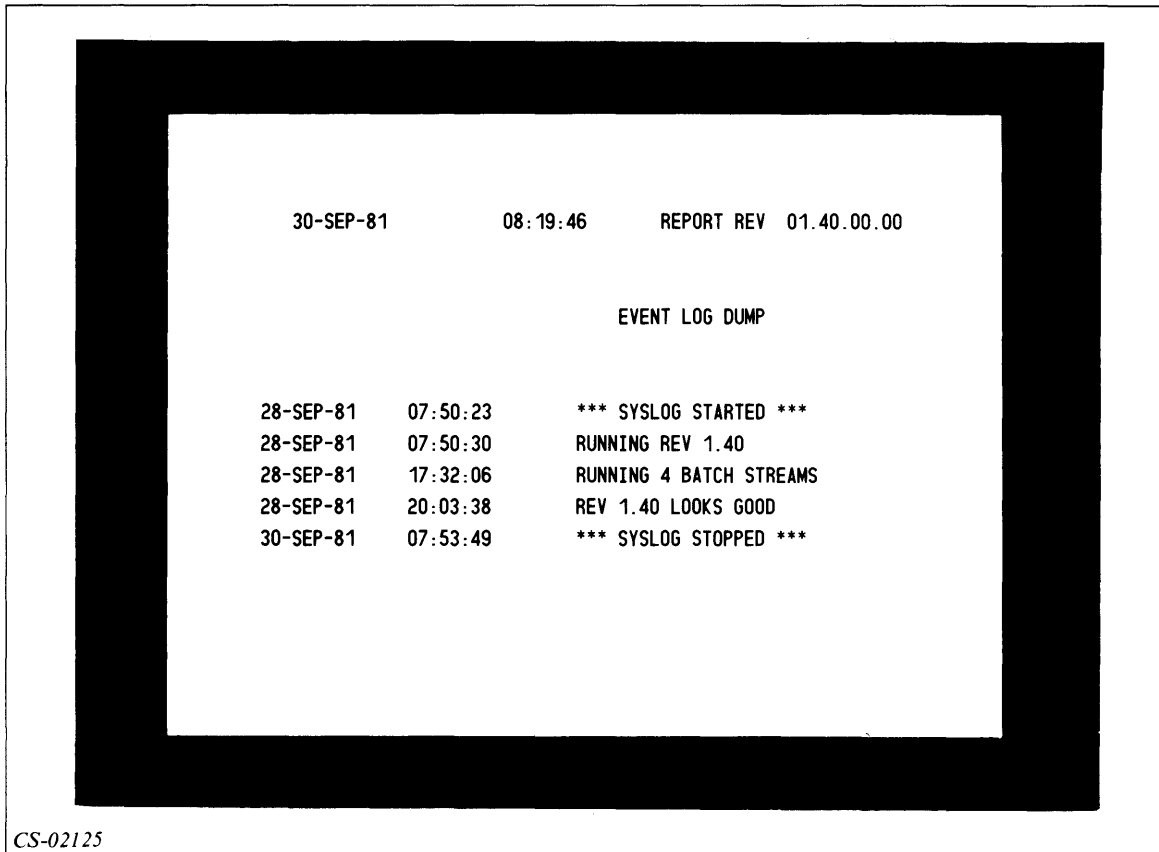 30-SEP-81 08:19:46 REPORT REV 01.40.00.00
EVENT LOG DUMP
28-SEP-81 07:50:23 *** SYSLOG STARTED ***
28-SEP-81 07:50:30 RUNNING REV 1.40
28-SEP-81 17:32:06 RUNNING 4 BATCH STREAMS
28-SEP-81 20:03:38 REV 1.40 LOOKS GOOD
30-SEP-81 07:53:49 *** SYSLOG STOPPED ***
CS-02125